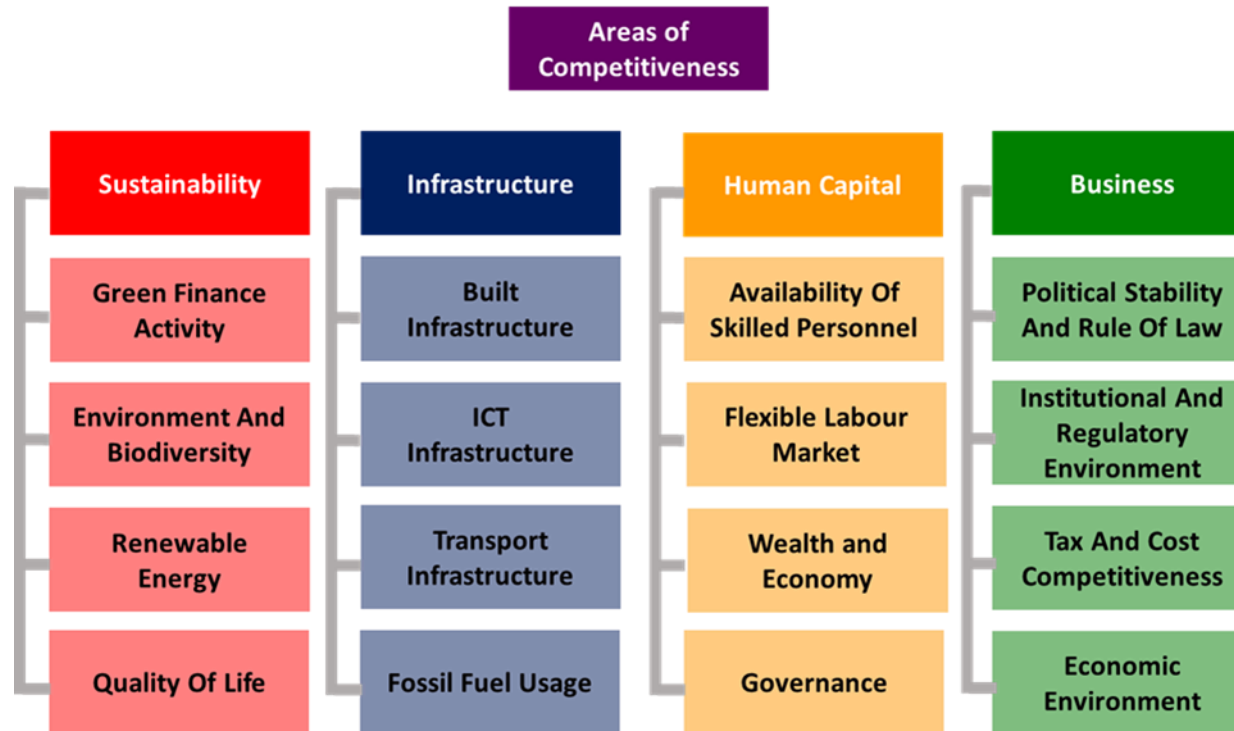 Areas of
Competitiveness
Sustainability
Green Finance
Activity
Environment And
Biodiversity
Renewable
Energy
Quality Of Life
Infrastructure
Built
Infrastructure
ICT
Infrastructure
Transport
Infrastructure
Fossil Fuel Usage
Human Capital
Availability Of
Skilled Personnel
Flexible Labour
Market
Wealth and
Economy
Governance
Business
Political Stability
And Rule Of Law
Institutional And
Regulatory
Environment
Tax And Cost
Competitiveness
Economic
Environment